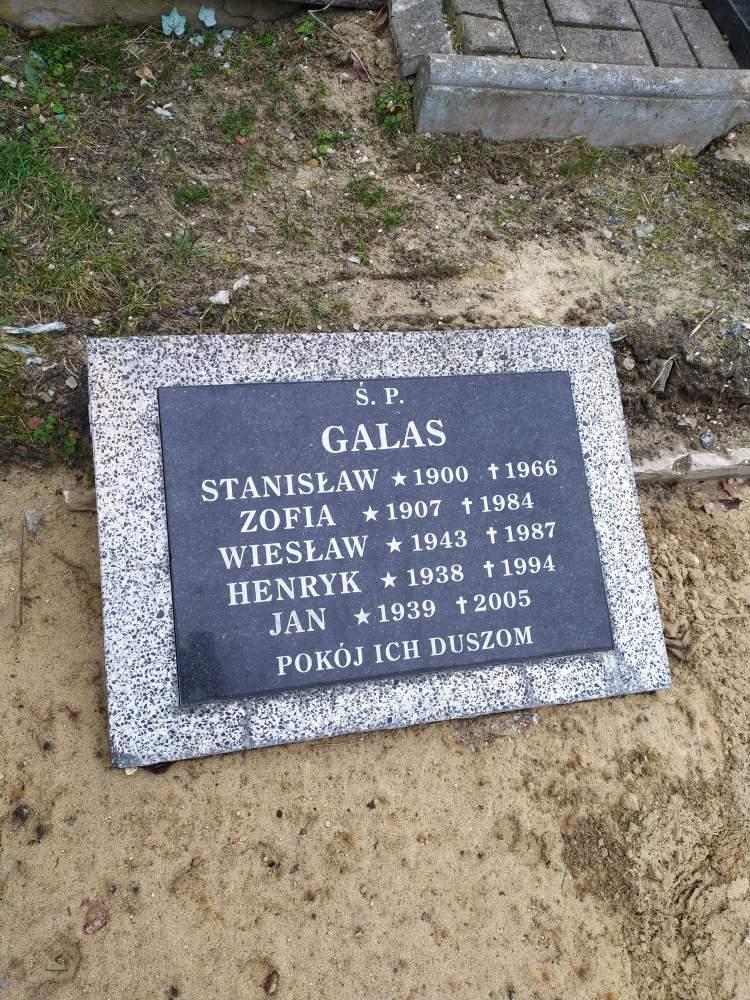 Ś. P.
GALAS
STANISŁAW ★ 1900 ✝ 1966
ZOFIA ★ 1907 ✝ 1984
WIESŁAW ★ 1943 ✝ 1987
HENRYK ★ 1938 ✝ 1994
JAN ★ 1939 ✝ 2005
POKÓJ ICH DUSZOM